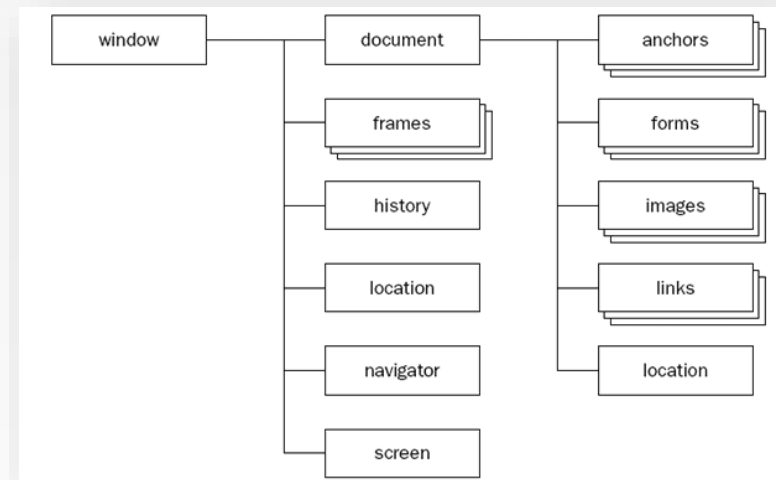 window
document
anchors
frames
forms
history
images
location
links
navigator
location
screen